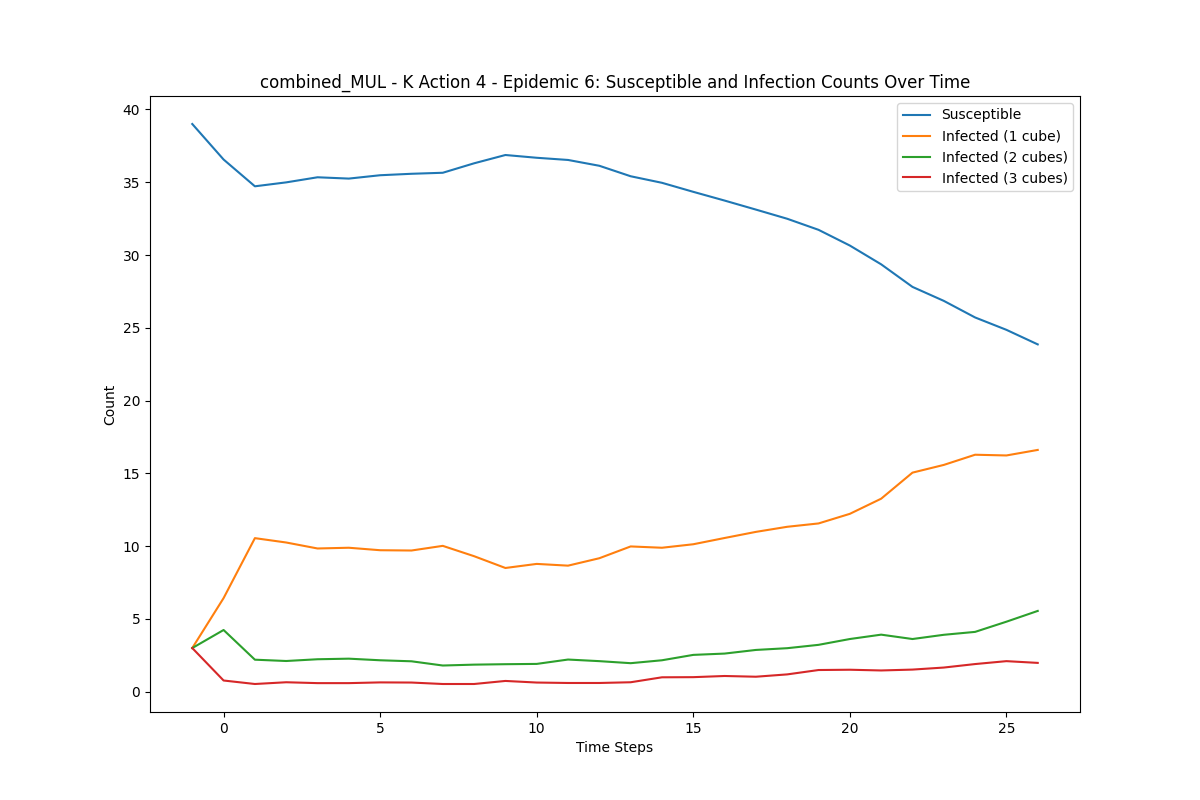 combined_MUL - K Action 4 - Epidemic 6: Susceptible and Infection Counts Over Time
Susceptible
Infected (1 cube)
Infected (2 cubes)
Infected (3 cubes)
40
35
30
25
20
15
10
5
0
Count
0 5 10 15 20 25
Time Steps